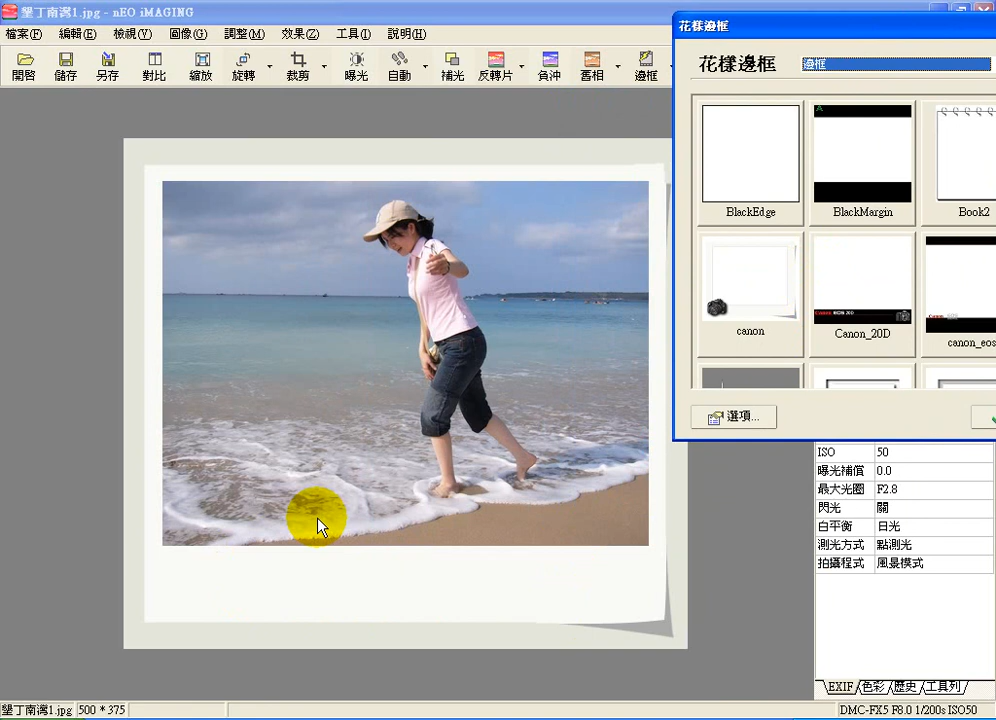 墾丁南灣1.jpg - nEO iMAGING
檔案(F) 編輯(E) 檢視(Y) 圖像(G) 調整(M) 效果(Z) 工具(I) 說明(H)
開啓 儲存 另存 對比 縮放 旋轉 裁剪 曝光 自動 補光 反轉片 負沖 舊相 邊框
花樣邊框
花樣邊框 邊框
BlackEdge BlackMargin Book2
canon Canon_20D canon_eos
選項...
ISO 50
曝光補償 0.0
最大光圈 F2.8
閃光 關
白平衡 日光
測光方式 點測光
拍攝程式 風景模式
EXIF 色彩 歷史 工具列
墾丁南灣1.jpg 500 * 375 DMC-FX5 F8.0 1/200s ISO50